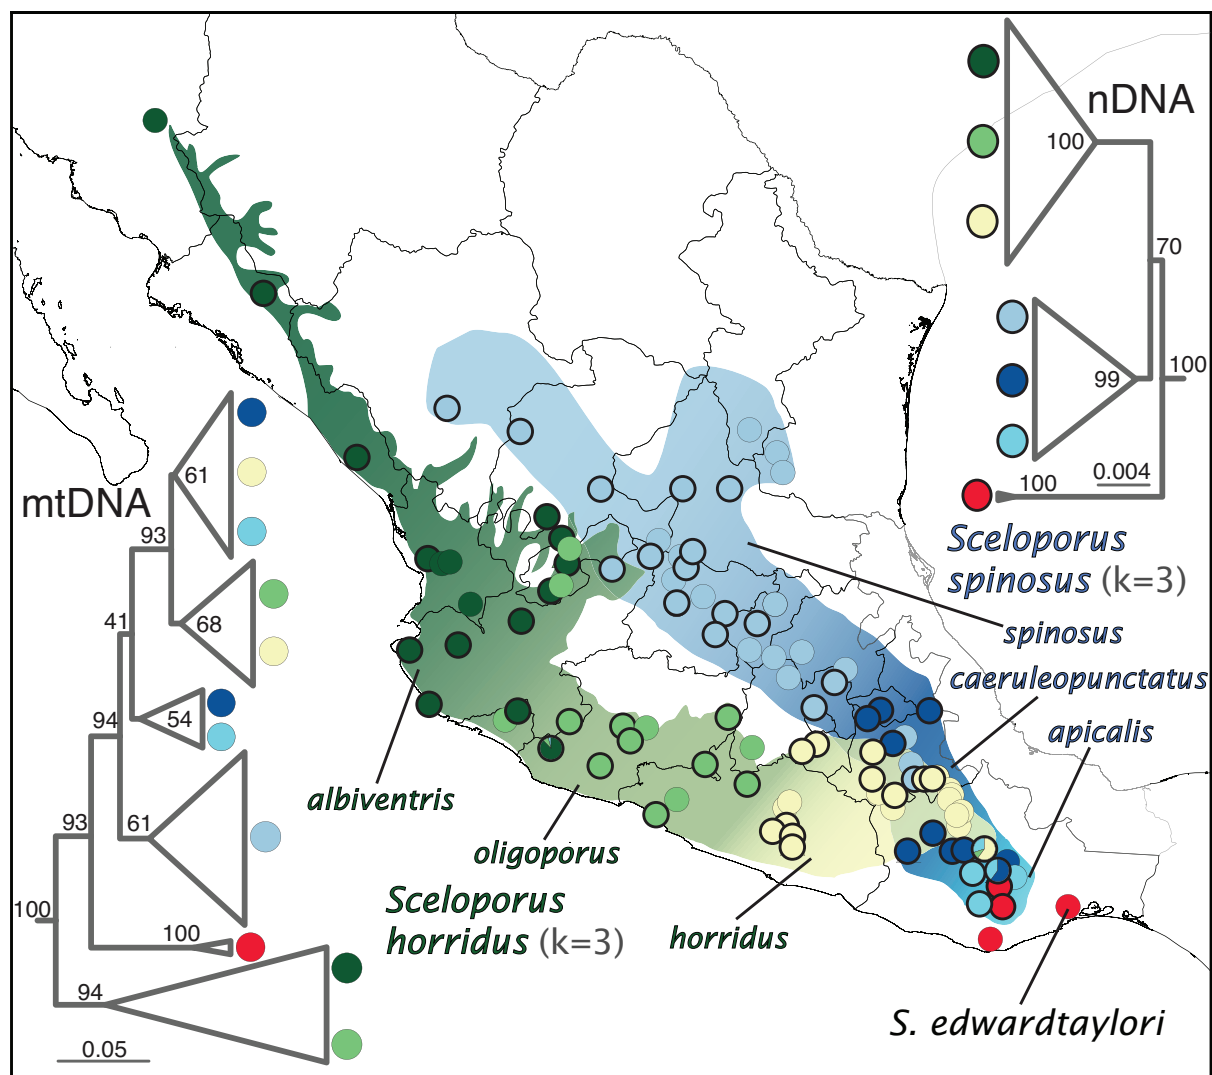 nDNA
100
70
99
100
0.004
100
Sceloporus
spinosus (k=3)
spinosus
caeruleopunctatus
apicalis
mtDNA
61
93
68
41
54
94
61
93
100
100
94
0.05
albiventris
oligoporus
Sceloporus
horridus (k=3)
horridus
S. edwardtaylori